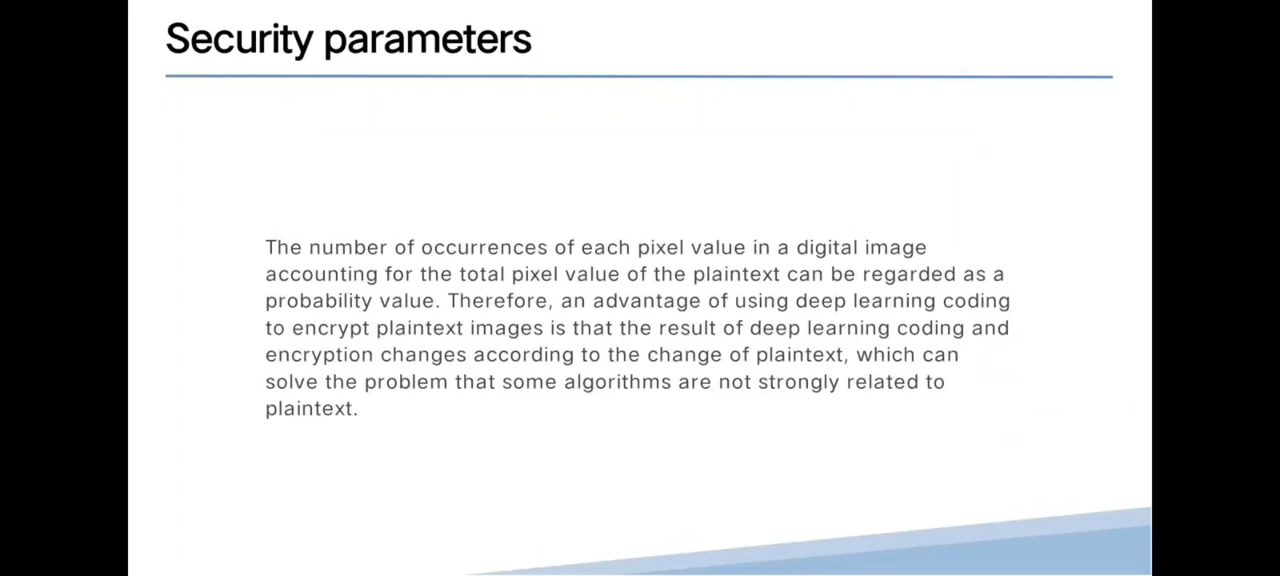 Security parameters
The number of occurrences of each pixel value in a digital image
accounting for the total pixel value of the plaintext can be regarded as a
probability value. Therefore, an advantage of using deep learning coding
to encrypt plaintext images is that the result of deep learning coding and
encryption changes according to the change of plaintext, which can
solve the problem that some algorithms are not strongly related to
plaintext.